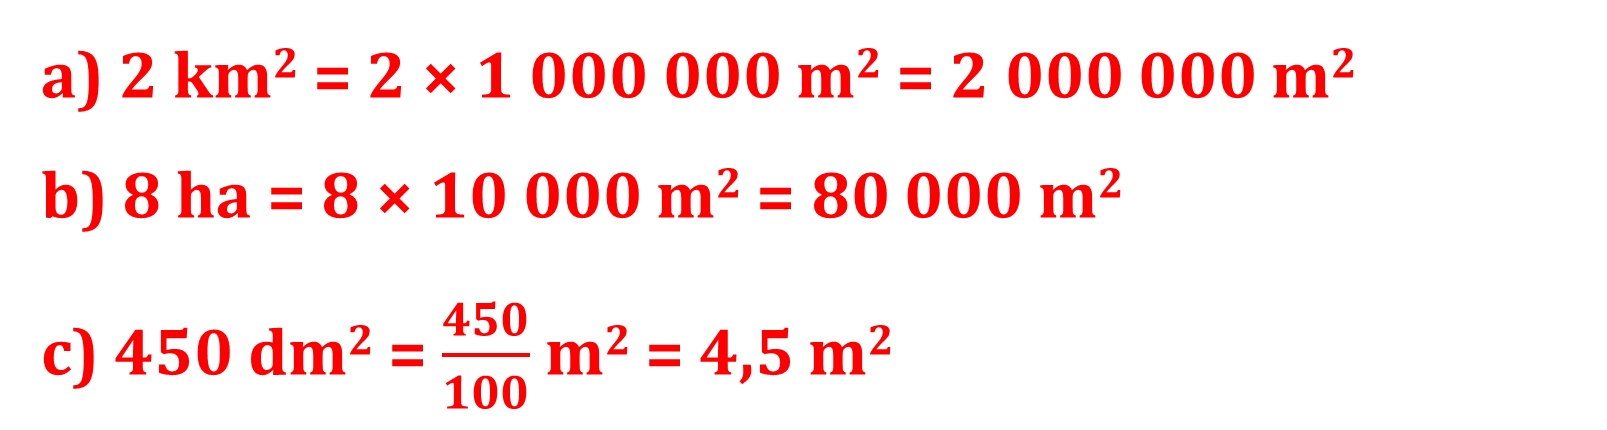 a) 2 km² = 2 × 1 000 000 m² = 2 000 000 m²
b) 8 ha = 8 × 10 000 m² = 80 000 m²
c) 450 dm² = 450/100 m² = 4,5 m²